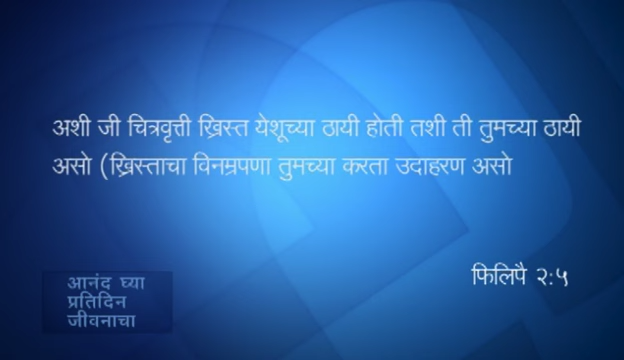 अशी जी चित्रवृत्ती ख्रिस्त येशूच्या ठायी होती तशी ती तुमच्या ठायी
असो (ख्रिस्ताचा विनम्रपणा तुमच्या करता उदाहरण असो
फिलिपै २:५
आनंद घ्या
प्रतिदिन
जीवनाचा